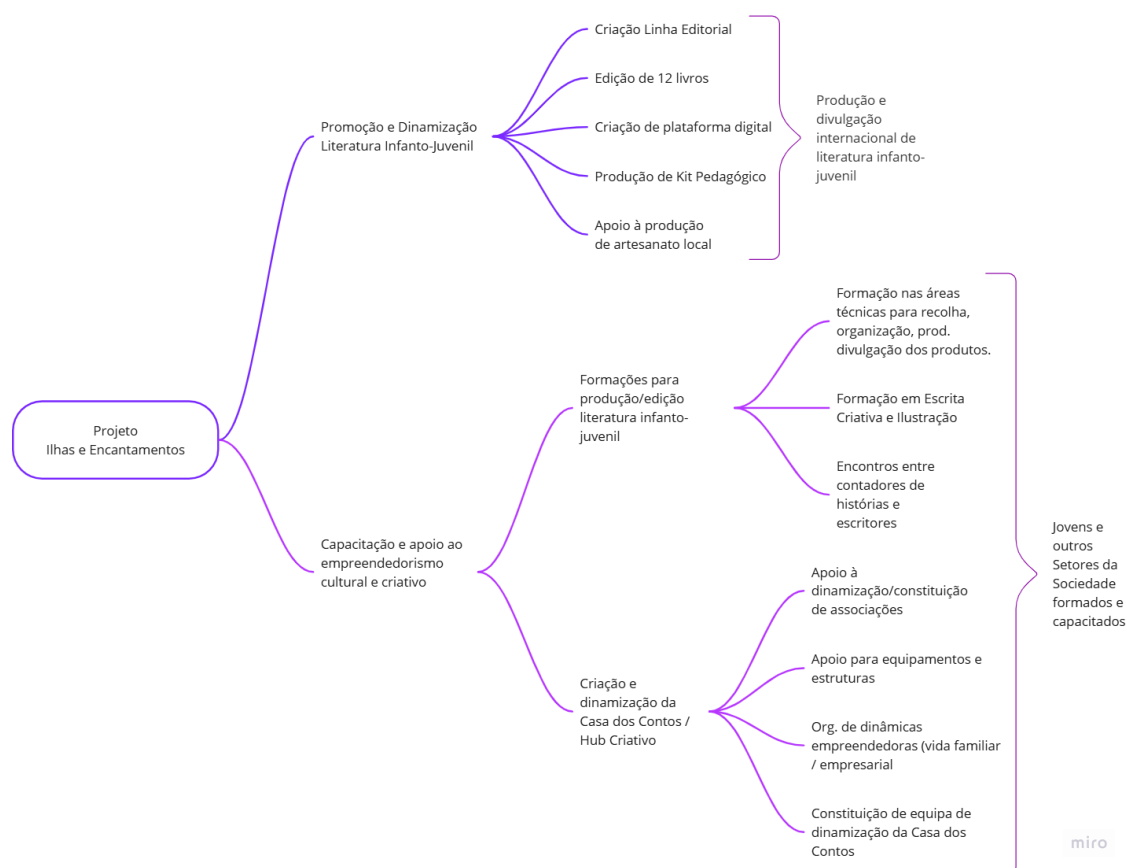 Projeto
Ilhas e Encantamentos
Promoção e Dinamização
Literatura Infanto-Juvenil
Criação Linha Editorial
Edição de 12 livros
Criação de plataforma digital
Produção de Kit Pedagógico
Apoio à produção
de artesanato local
Produção e
divulgação
internacional de
literatura infanto-
juvenil
Capacitação e apoio ao
empreendedorismo
cultural e criativo
Formações para
produção/edição
literatura infanto-
juvenil
Formação nas áreas
técnicas para recolha,
organização, prod.
divulgação dos produtos.
Formação em Escrita
Criativa e Ilustração
Encontros entre
contadores de
histórias e
escritores
Criação e
dinamização da
Casa dos Contos /
Hub Criativo
Apoio à
dinamização/constituição
de associações
Apoio para equipamentos e
estruturas
Org. de dinâmicas
empreendedoras (vida familiar
/ empresarial
Constituição de equipa de
dinamização da Casa dos
Contos
Jovens e
outros
Setores da
Sociedade
formados e
capacitados
miro